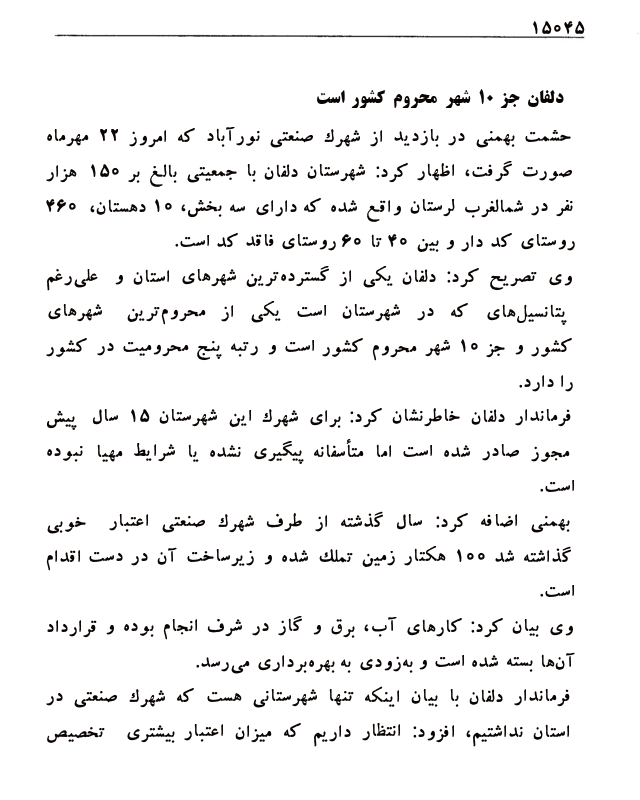 ۱۵۰۴۵
دلفان جز ۱۰ شهر محروم کشور است
حشمت بهمنی در بازدید از شهرك صنعتی نورآباد که امروز ۲۲ مهرماه
صورت گرفت، اظهار کرد: شهرستان دلفان با جمعیتی بالغ بر ۱۵۰ هزار
نفر در شمالغرب لرستان واقع شده که دارای سه بخش، ۱۰ دهستان، ۴۶۰
روستای کد دار و بین ۴۰ تا ۶۰ روستای فاقد کد است.
وی تصریح کرد: دلفان یکی از گسترده‌ترین شهرهای استان و علی‌رغم
پتانسیل‌های که در شهرستان است یکی از محروم‌ترین شهرهای
کشور و جز ۱۰ شهر محروم کشور است و رتبه پنج محرومیت در کشور
را دارد.
فرماندار دلفان خاطرنشان کرد: برای شهرك این شهرستان ۱۵ سال پیش
مجوز صادر شده است اما متأسفانه پیگیری نشده یا شرایط مهیا نبوده
است.
بهمنی اضافه کرد: سال گذشته از طرف شهرك صنعتی اعتبار خوبی
گذاشته شد ۱۰۰ هکتار زمین تملك شده و زیرساخت آن در دست اقدام
است.
وی بیان کرد: کارهای آب، برق و گاز در شرف انجام بوده و قرارداد
آن‌ها بسته شده است و به‌زودی به بهره‌برداری می‌رسد.
فرماندار دلفان با بیان اینکه تنها شهرستانی هست که شهرك صنعتی در
استان نداشتیم، افزود: انتظار داریم که میزان اعتبار بیشتری تخصیص